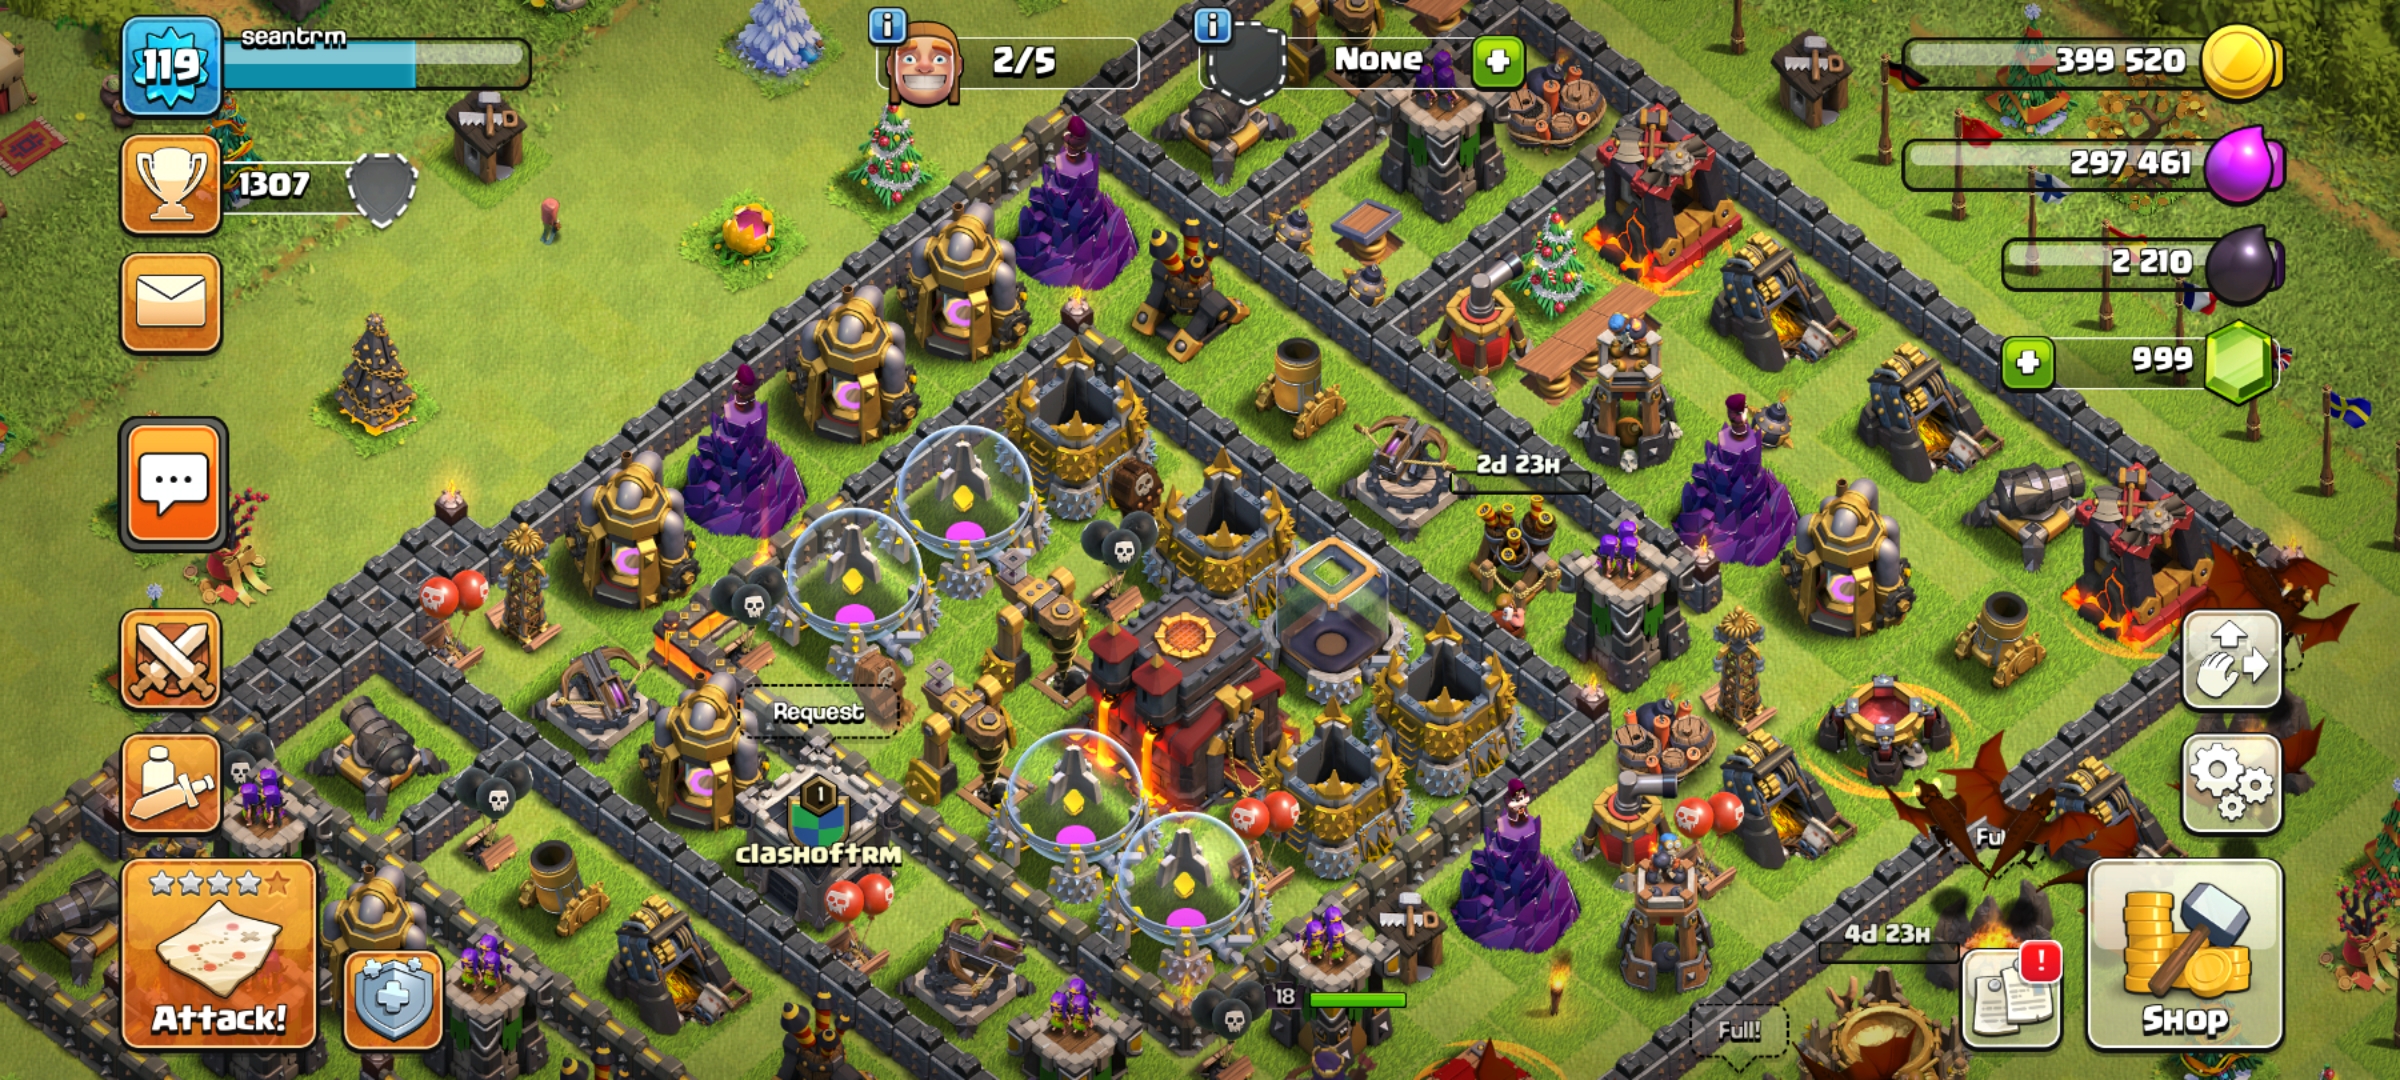 119
seantrm
2/5
None
399 520
1307
297 461
2 210
999
2d 23h
Request
1
clashofTRM
Ful
4d 23h
!
18
Attack!
Full!
Shop